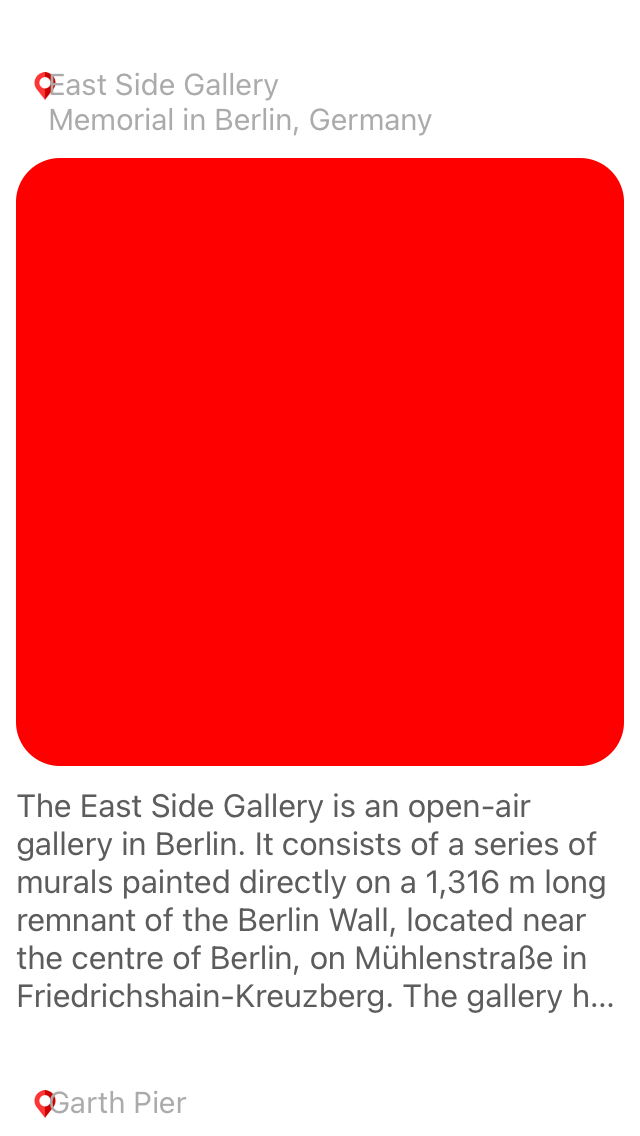 East Side Gallery
Memorial in Berlin, Germany
The East Side Gallery is an open-air
gallery in Berlin. It consists of a series of
murals painted directly on a 1,316 m long
remnant of the Berlin Wall, located near
the centre of Berlin, on Mühlenstraße in
Friedrichshain-Kreuzberg. The gallery h...
Garth Pier